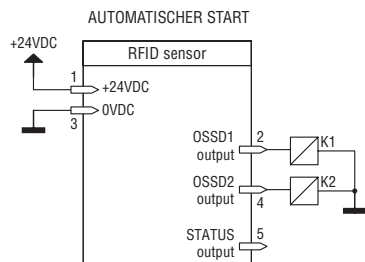 AUTOMATISCHER START
+24VDC
RFID sensor
1
+24VDC
0VDC
3
OSSD1 output
2
K1
OSSD2 output
4
K2
STATUS output
5